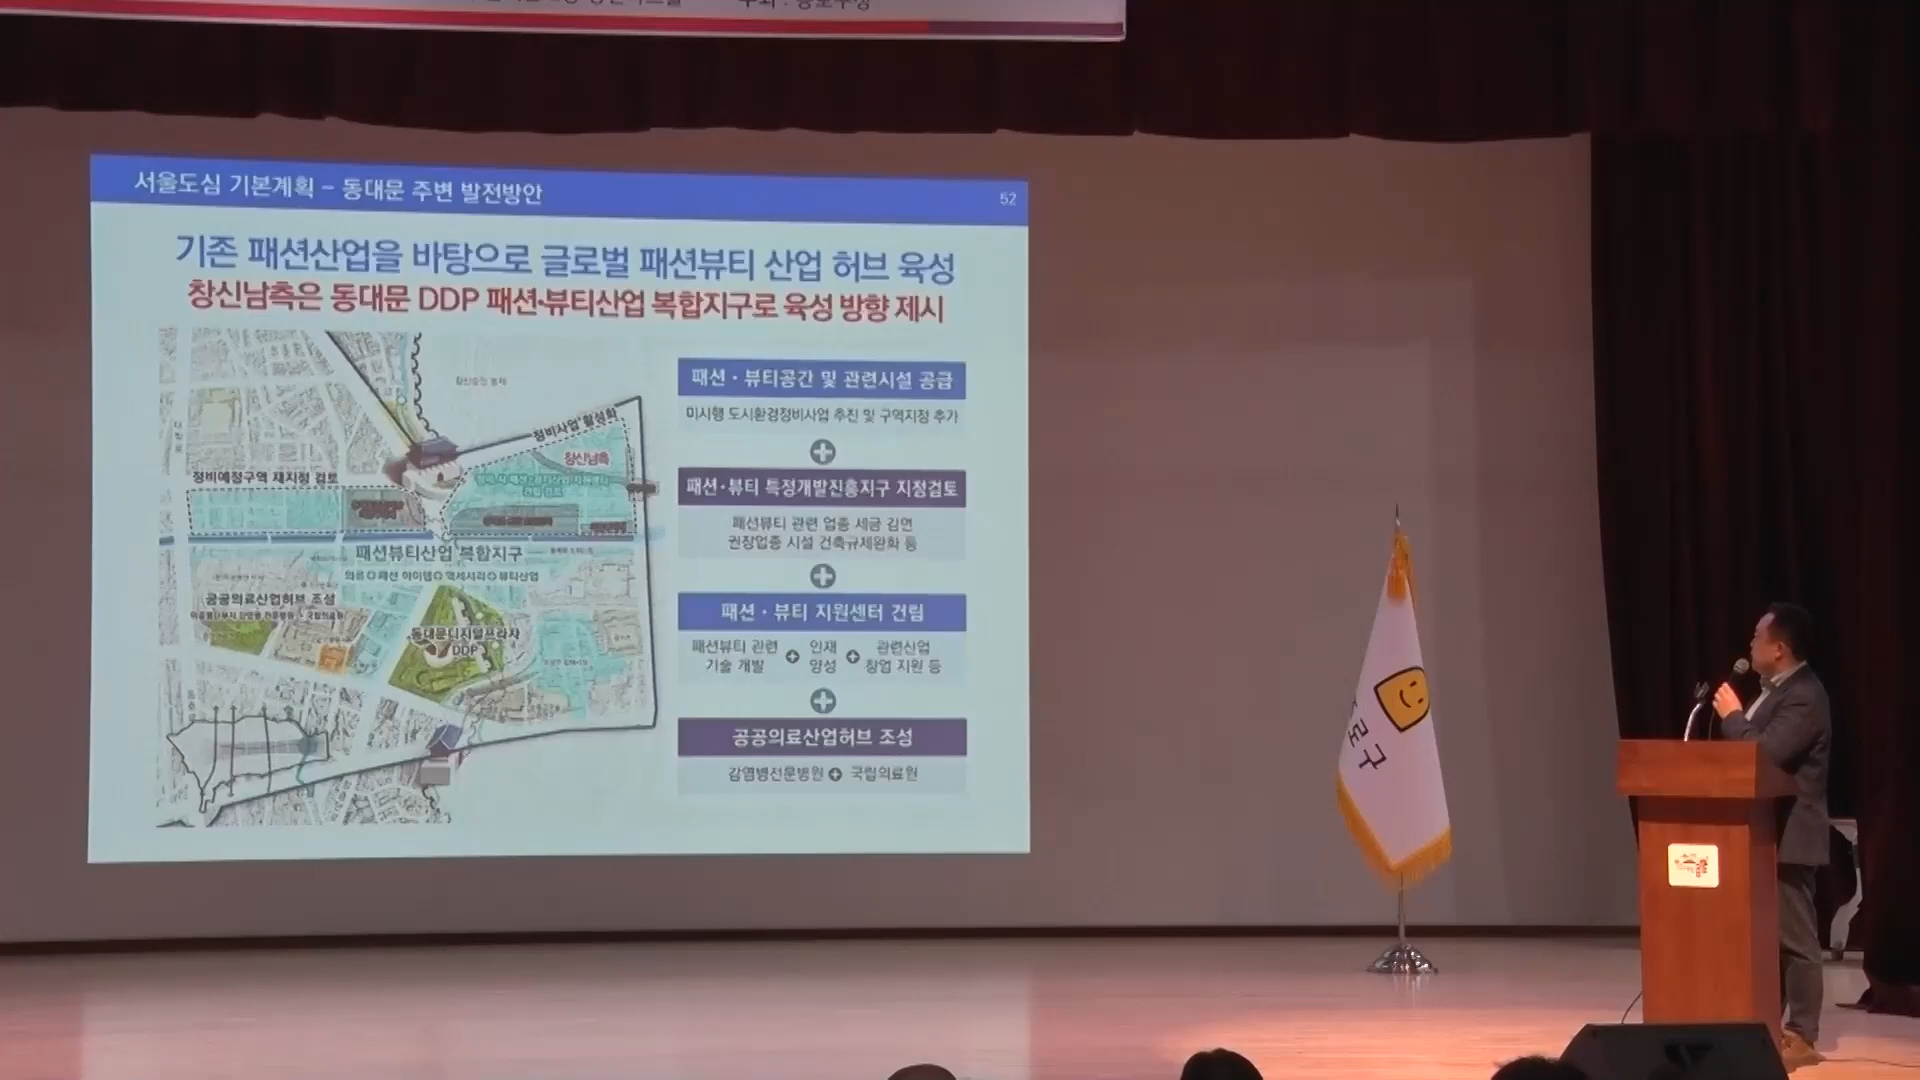 주최 : 종로구청
서울도심 기본계획 – 동대문 주변 발전방안
52
기존 패션산업을 바탕으로 글로벌 패션뷰티 산업 허브 육성
창신남측은 동대문 DDP 패션·뷰티산업 복합지구로 육성 방향 제시
정비사업 활성화
창신남측
정비예정구역 재지정 검토
패션뷰티산업 복합지구
의류 패션 아이템 액세서리 뷰티산업
공공의료산업허브 조성
동대문디지털프라자
DDP
패션·뷰티공간 및 관련시설 공급
미시행 도시환경정비사업 추진 및 구역지정 추가
패션·뷰티 특정개발진흥지구 지정검토
패션뷰티 관련 업종 세금 감면
권장업종 시설 건축규제완화 등
패션·뷰티 지원센터 건립
패션뷰티 관련 기술 개발 + 인재 양성 + 관련산업 창업 지원 등
공공의료산업허브 조성
감염병전문병원 + 국립의료원
로구